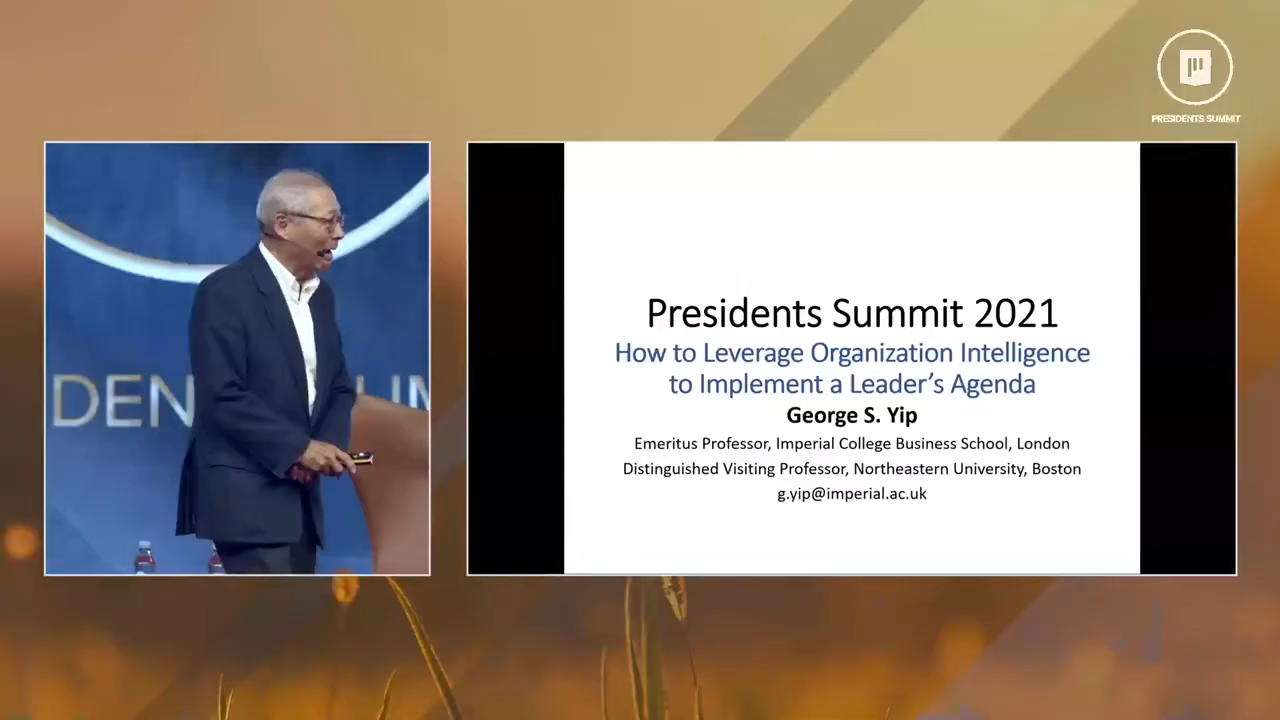 PRESIDENTS SUMMIT
DEN
UM
Presidents Summit 2021
How to Leverage Organization Intelligence
to Implement a Leader's Agenda
George S. Yip
Emeritus Professor, Imperial College Business School, London
Distinguished Visiting Professor, Northeastern University, Boston
g.yip@imperial.ac.uk